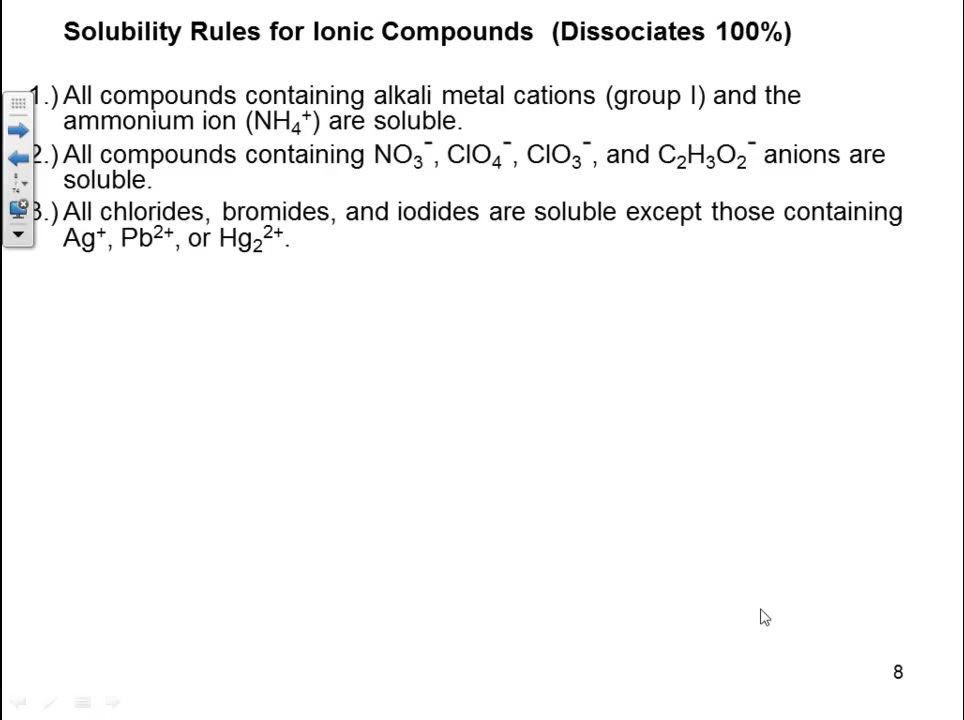 Solubility Rules for Ionic Compounds (Dissociates 100%)
1.) All compounds containing alkali metal cations (group I) and the
ammonium ion (NH₄⁺) are soluble.
2.) All compounds containing NO₃⁻, ClO₄⁻, ClO₃⁻, and C₂H₃O₂⁻ anions are
soluble.
3.) All chlorides, bromides, and iodides are soluble except those containing
Ag⁺, Pb²⁺, or Hg₂²⁺.
8